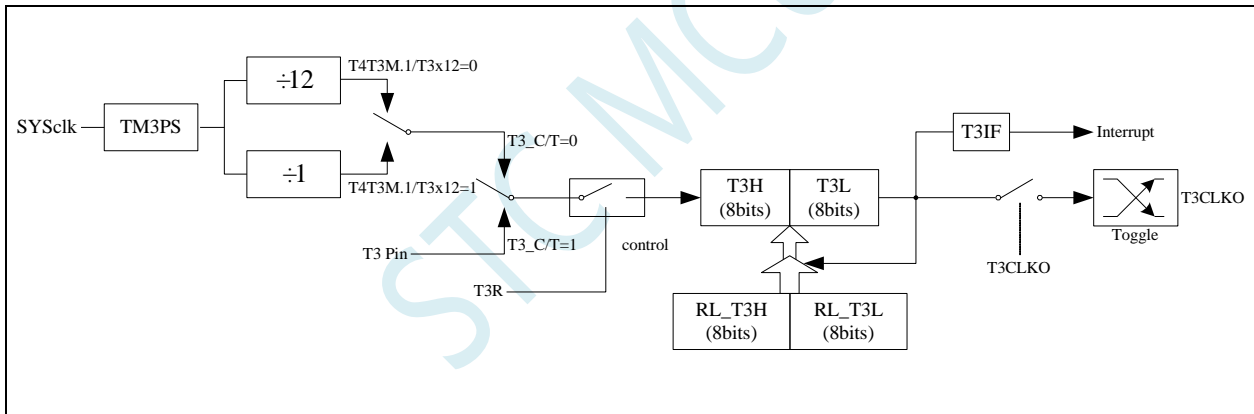 STC MCU
÷12
T4T3M.1/T3x12=0
SYSclk
TM3PS
÷1
T4T3M.1/T3x12=1
T3_C/T=0
T3_C/T=1
T3 Pin
T3R
control
T3H
(8bits)
T3L
(8bits)
RL_T3H
(8bits)
RL_T3L
(8bits)
T3IF
Interrupt
T3CLKO
Toggle
T3CLKO